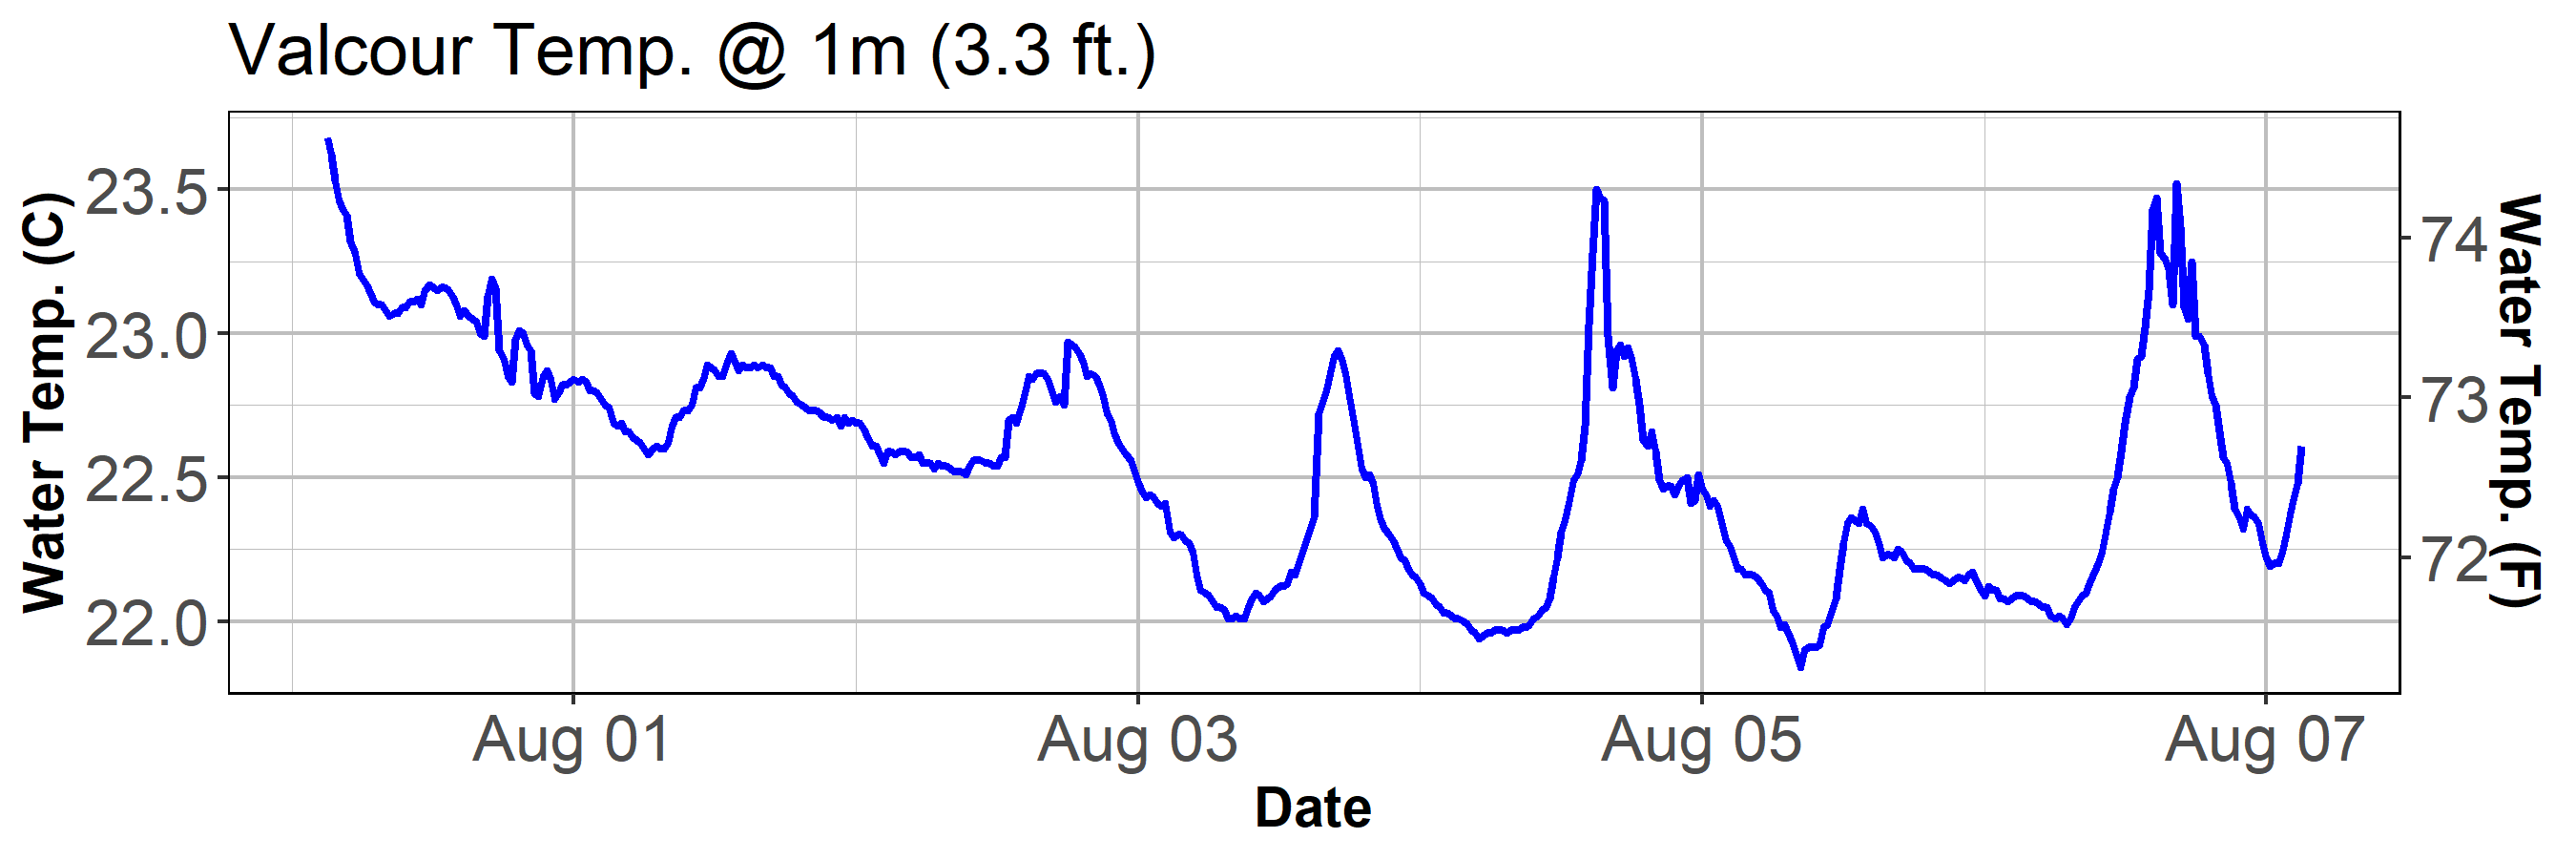 Valcour Temp. @ 1m (3.3 ft.)
Water Temp. (C)
23.5
23.0
22.5
22.0
74
73
72
Water Temp. (F)
Aug 01
Aug 03
Aug 05
Aug 07
Date